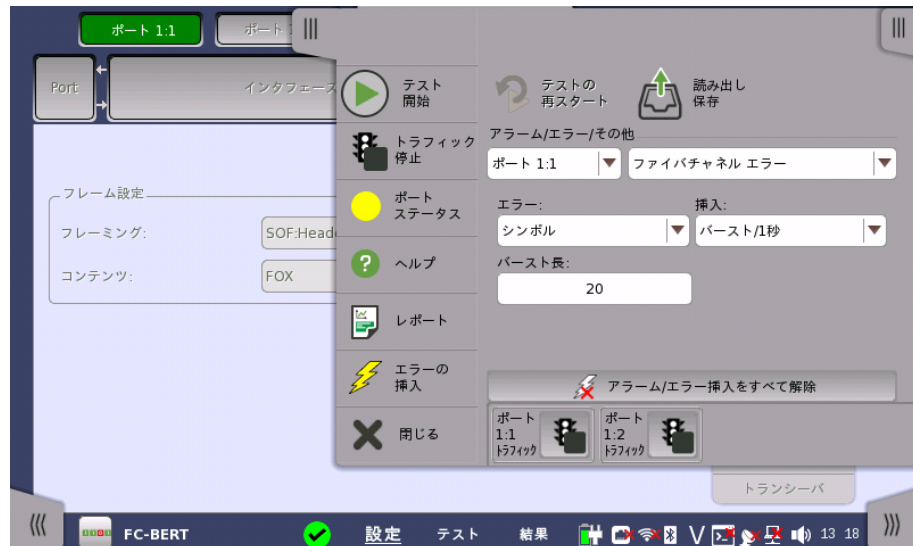 ポート 1:1
ポート
Port
インタフェース
フレーム設定
フレーミング:
SOF:Heade
コンテンツ:
FOX
テスト
開始
トラフィック
停止
ポート
ステータス
ヘルプ
レポート
エラーの
挿入
閉じる
テストの
再スタート
読み出し
保存
アラーム/エラー/その他
ポート 1:1
ファイバチャネル エラー
エラー:
挿入:
シンボル
バースト/1秒
バースト長:
20
アラーム/エラー挿入をすべて解除
ポート
1:1
トラフィック
ポート
1:2
トラフィック
トランシーバ
FC-BERT
設定
テスト
結果
13 18